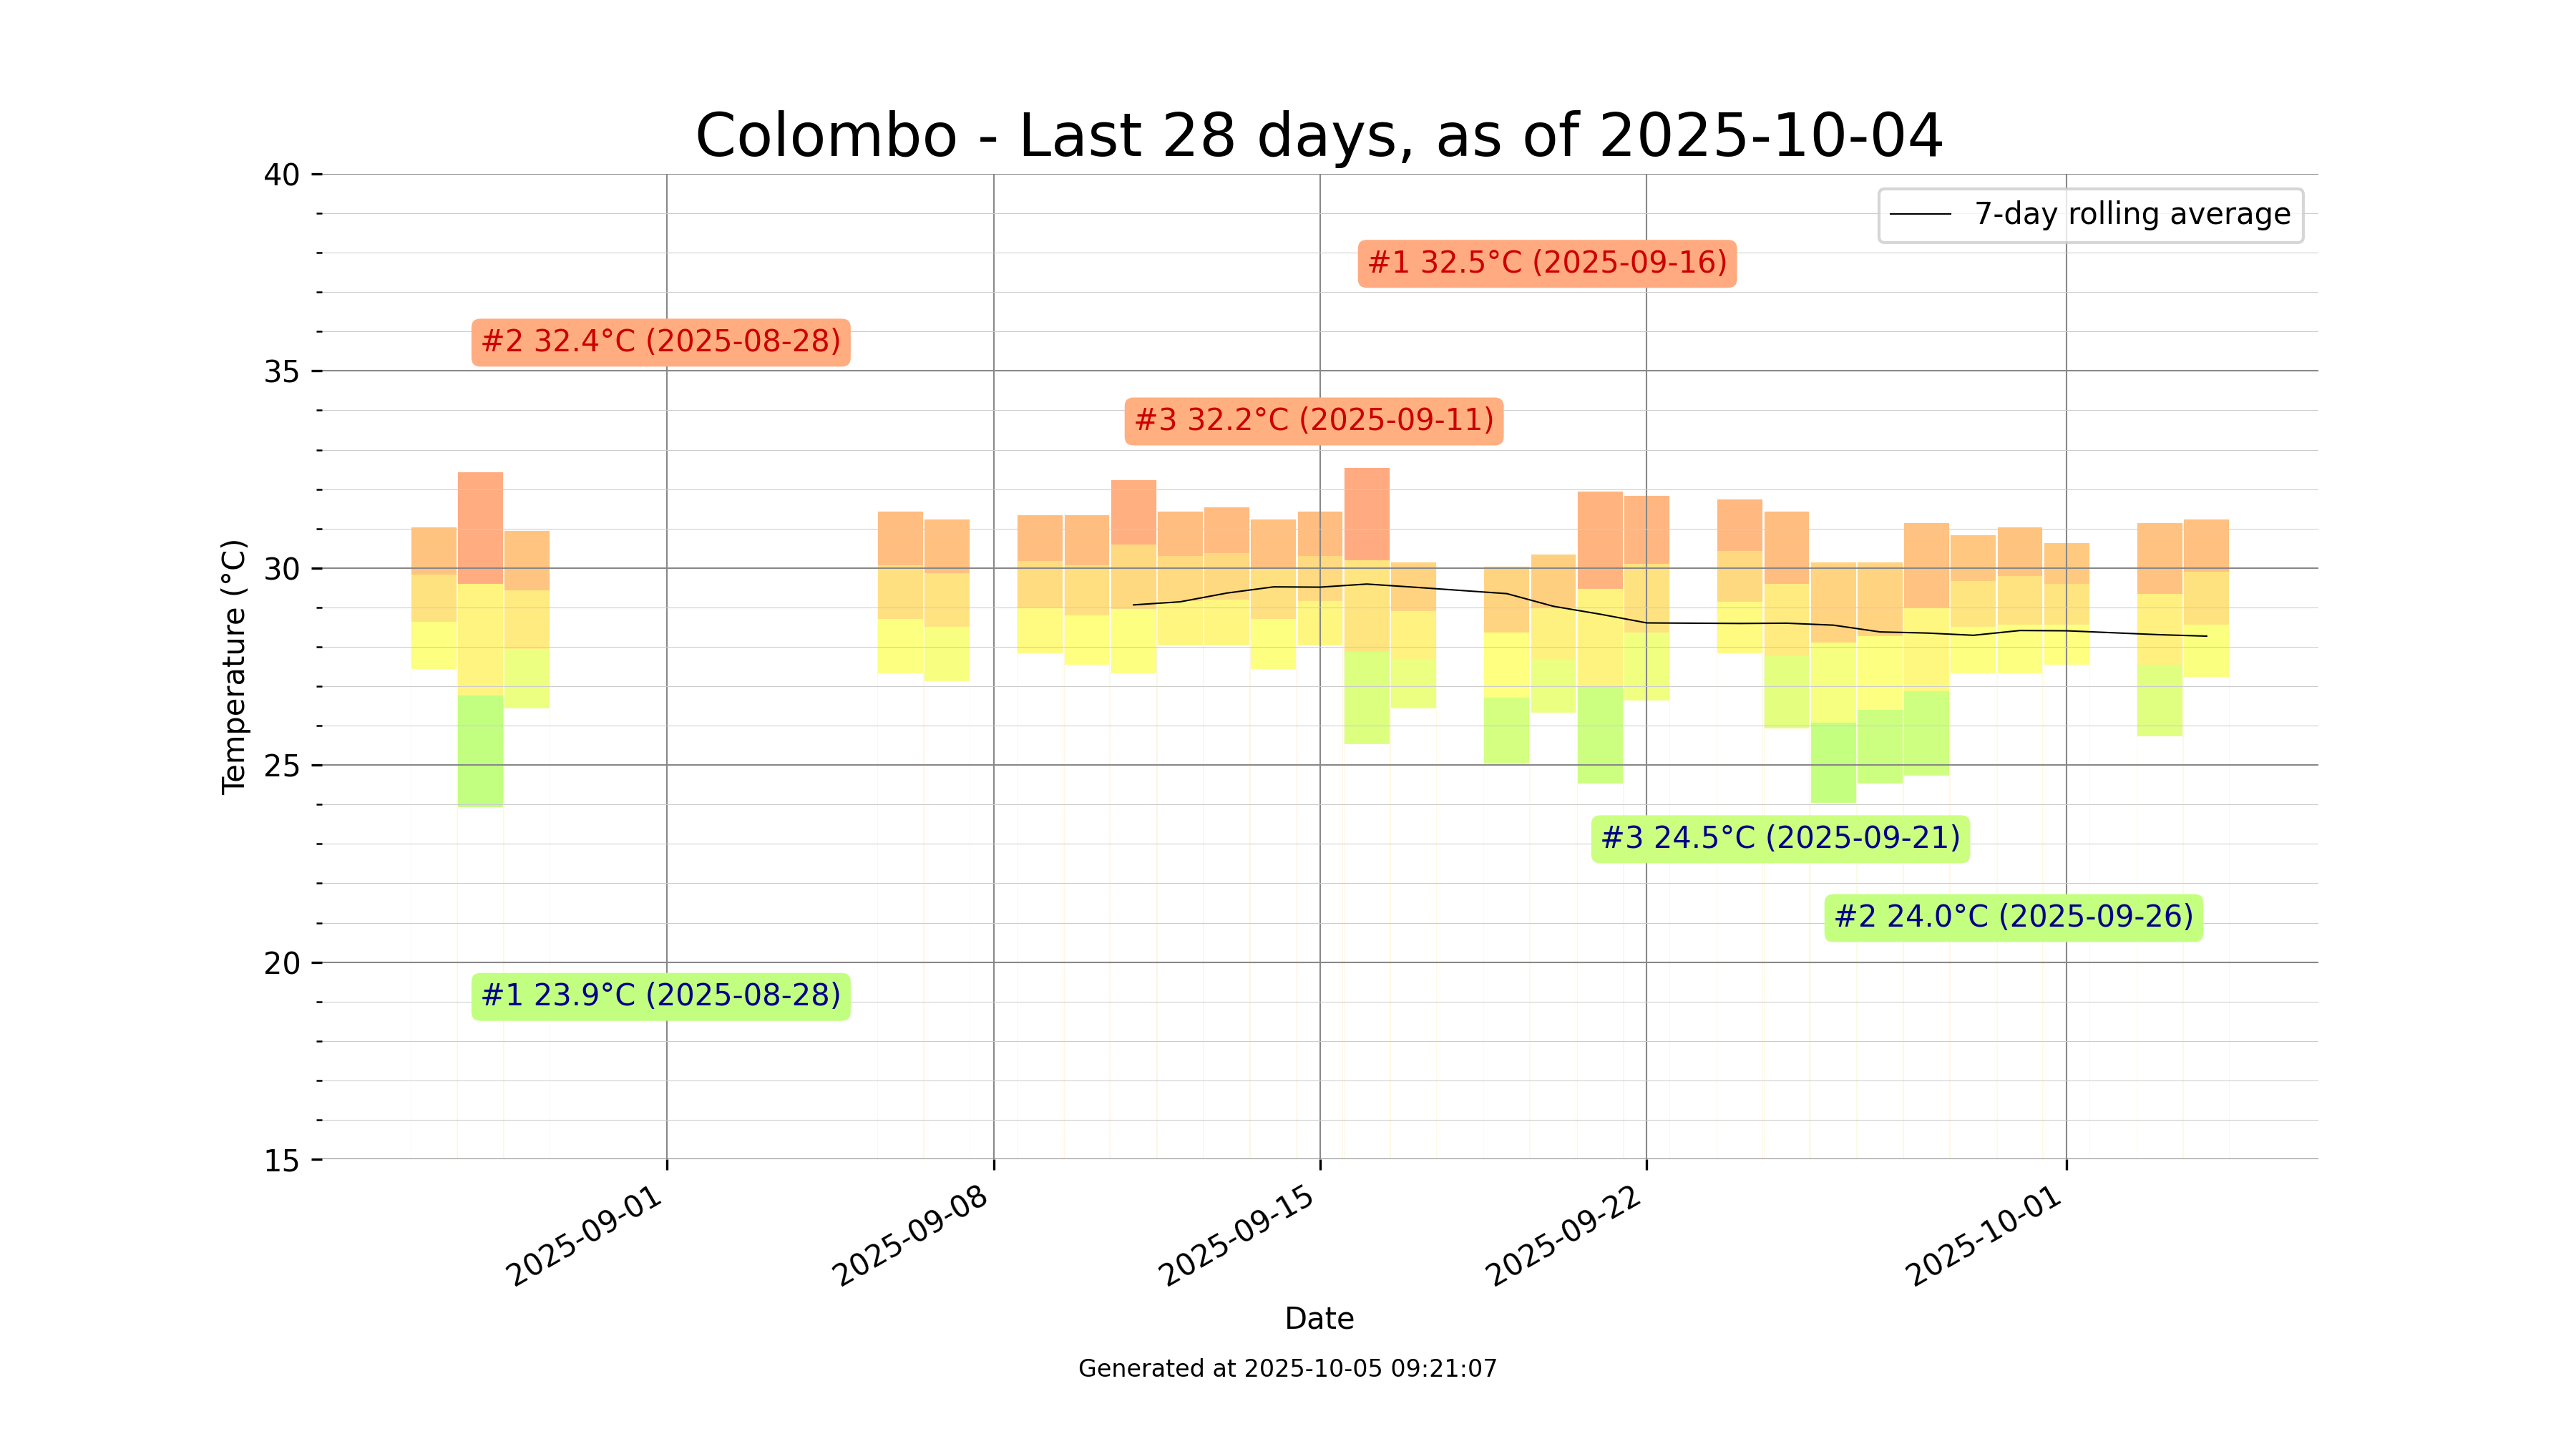 Colombo - Last 28 days, as of 2025-10-04
7-day rolling average
#1 32.5°C (2025-09-16)
#2 32.4°C (2025-08-28)
#3 32.2°C (2025-09-11)
#3 24.5°C (2025-09-21)
#2 24.0°C (2025-09-26)
#1 23.9°C (2025-08-28)
Temperature (°C)
40
35
30
25
20
15
2025-09-01
2025-09-08
2025-09-15
2025-09-22
2025-10-01
Date
Generated at 2025-10-05 09:21:07